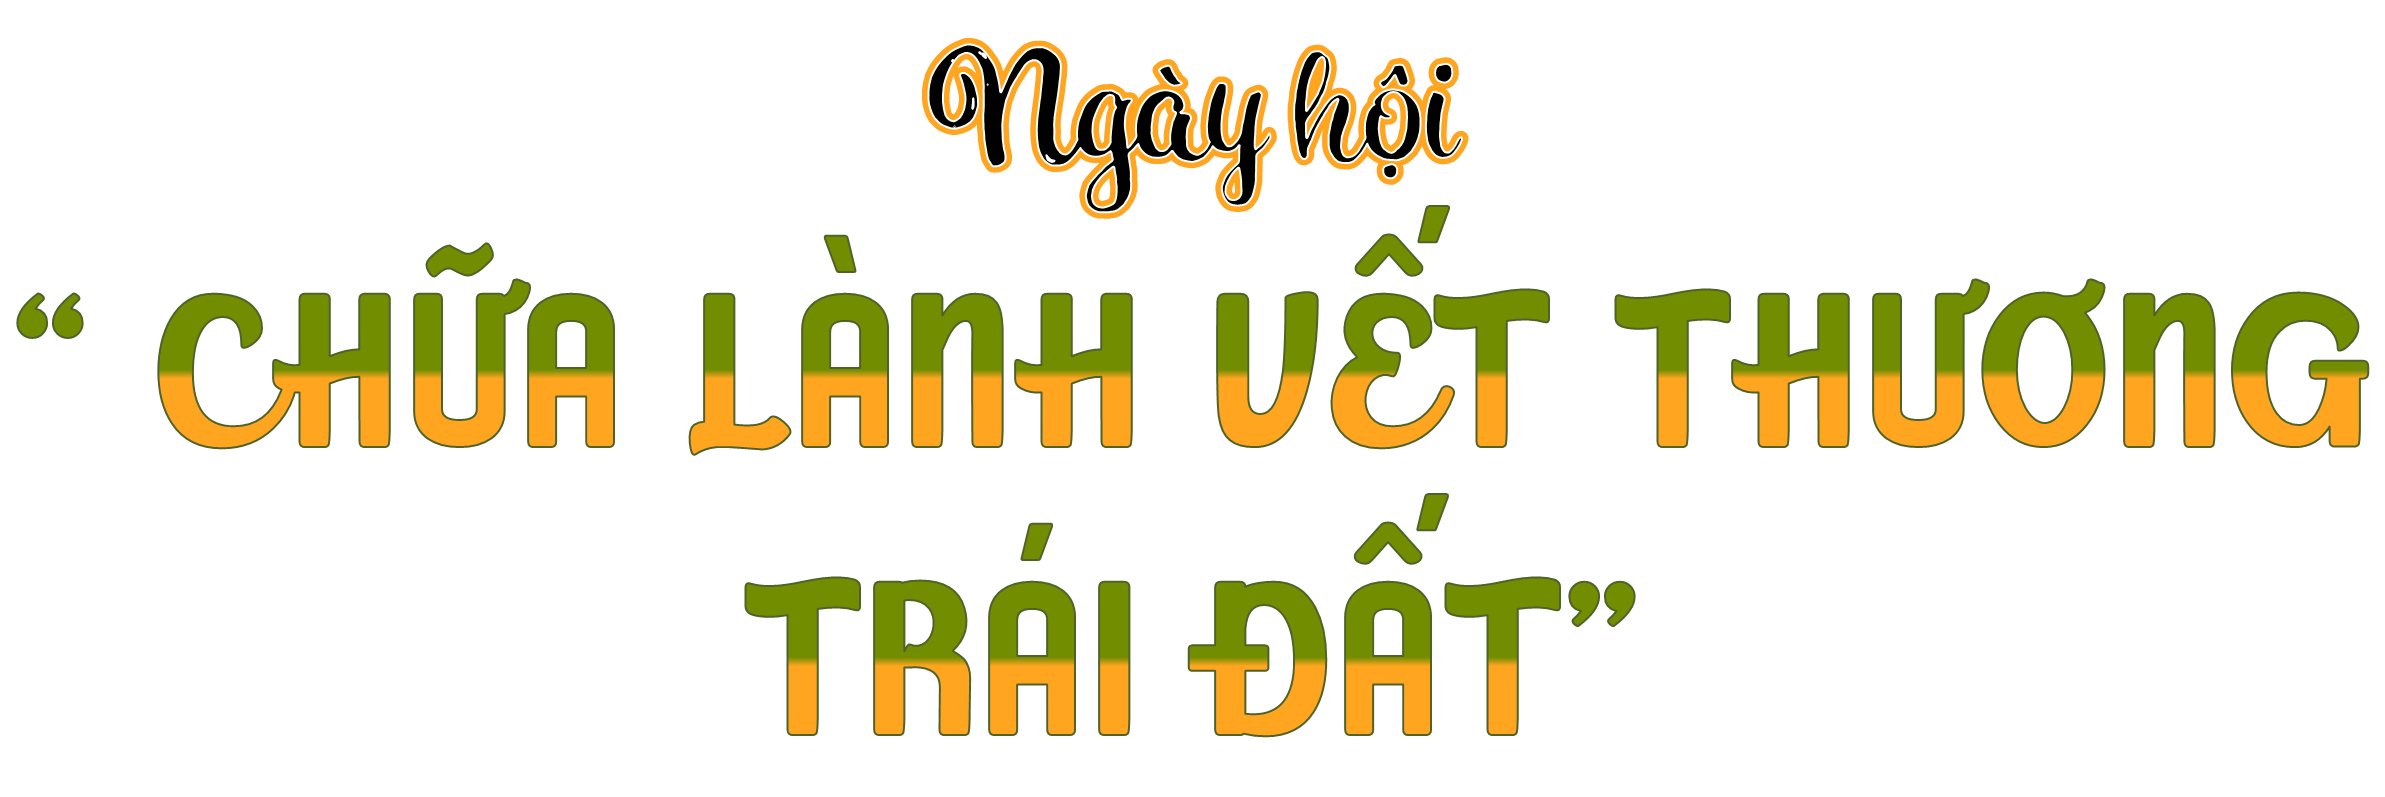 Ngày hội
“ CHỮA LÀNH VẾT THƯƠNG
TRÁI ĐẤT”